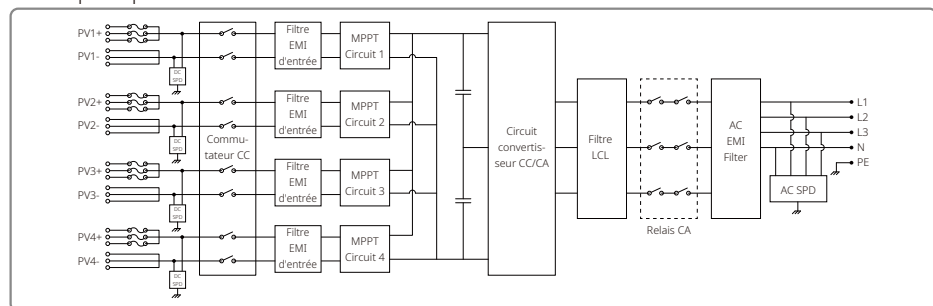 PV1+
PV1-
DC
SPD
PV2+
PV2-
DC
SPD
PV3+
PV3-
DC
SPD
PV4+
PV4-
DC
SPD
Commu-
tateur CC
Filtre
EMI
d'entrée
Filtre
EMI
d'entrée
Filtre
EMI
d'entrée
Filtre
EMI
d'entrée
MPPT
Circuit 1
MPPT
Circuit 2
MPPT
Circuit 3
MPPT
Circuit 4
Circuit
convertis-
seur CC/CA
Filtre
LCL
Relais CA
AC
EMI
Filter
L1
L2
L3
N
PE
AC SPD